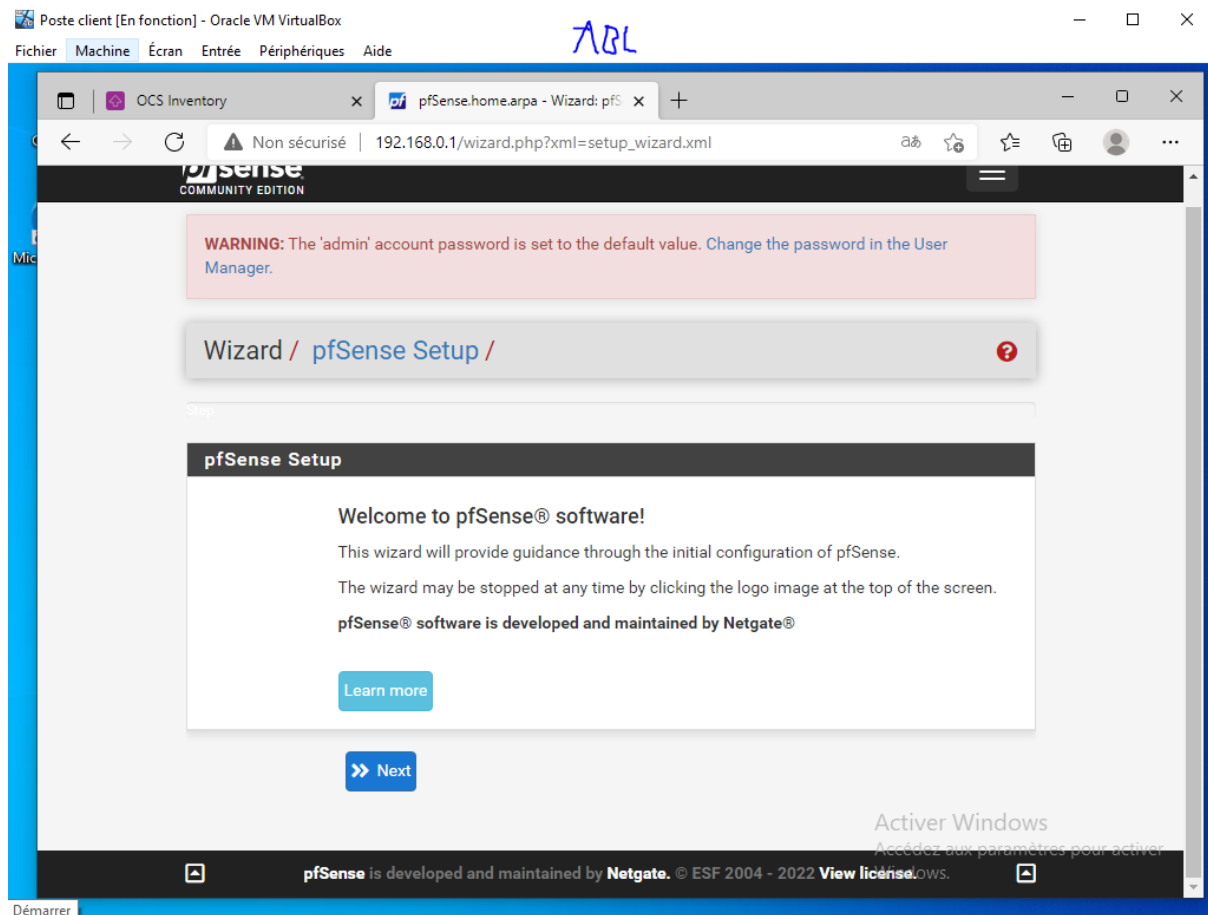 Poste client [En fonction] - Oracle VM VirtualBox
ABL
Fichier Machine Écran Entrée Périphériques Aide
OCS Inventory
pfSense.home.arpa - Wizard: pfS
Non sécurisé | 192.168.0.1/wizard.php?xml=setup_wizard.xml
pfsense
COMMUNITY EDITION
Mic
WARNING: The 'admin' account password is set to the default value. Change the password in the User
Manager.
Wizard / pfSense Setup /
Step
pfSense Setup
Welcome to pfSense® software!
This wizard will provide guidance through the initial configuration of pfSense.
The wizard may be stopped at any time by clicking the logo image at the top of the screen.
pfSense® software is developed and maintained by Netgate®
Learn more
Next
Activer Windows
Accédez aux paramètres pour activer
Windows.
pfSense is developed and maintained by Netgate. © ESF 2004 - 2022 View license.
Démarrer